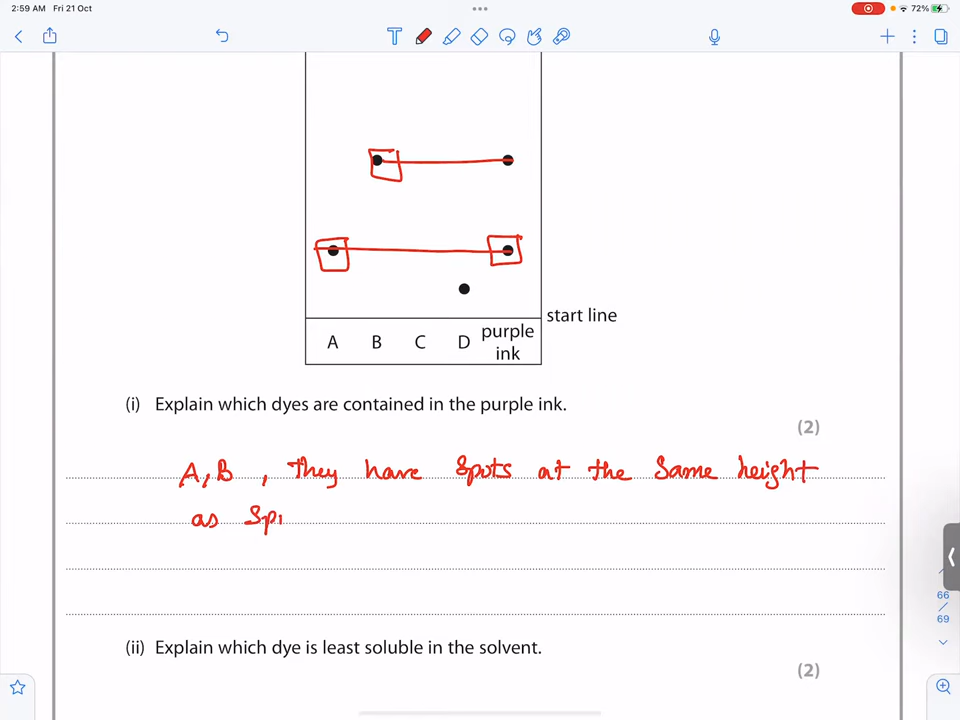 2:59 AM Fri 21 Oct
72%
start line
A B C D purple ink
(i) Explain which dyes are contained in the purple ink.
(2)
A, B , they have spots at the same height
as
(ii) Explain which dye is least soluble in the solvent.
(2)
66
/
69